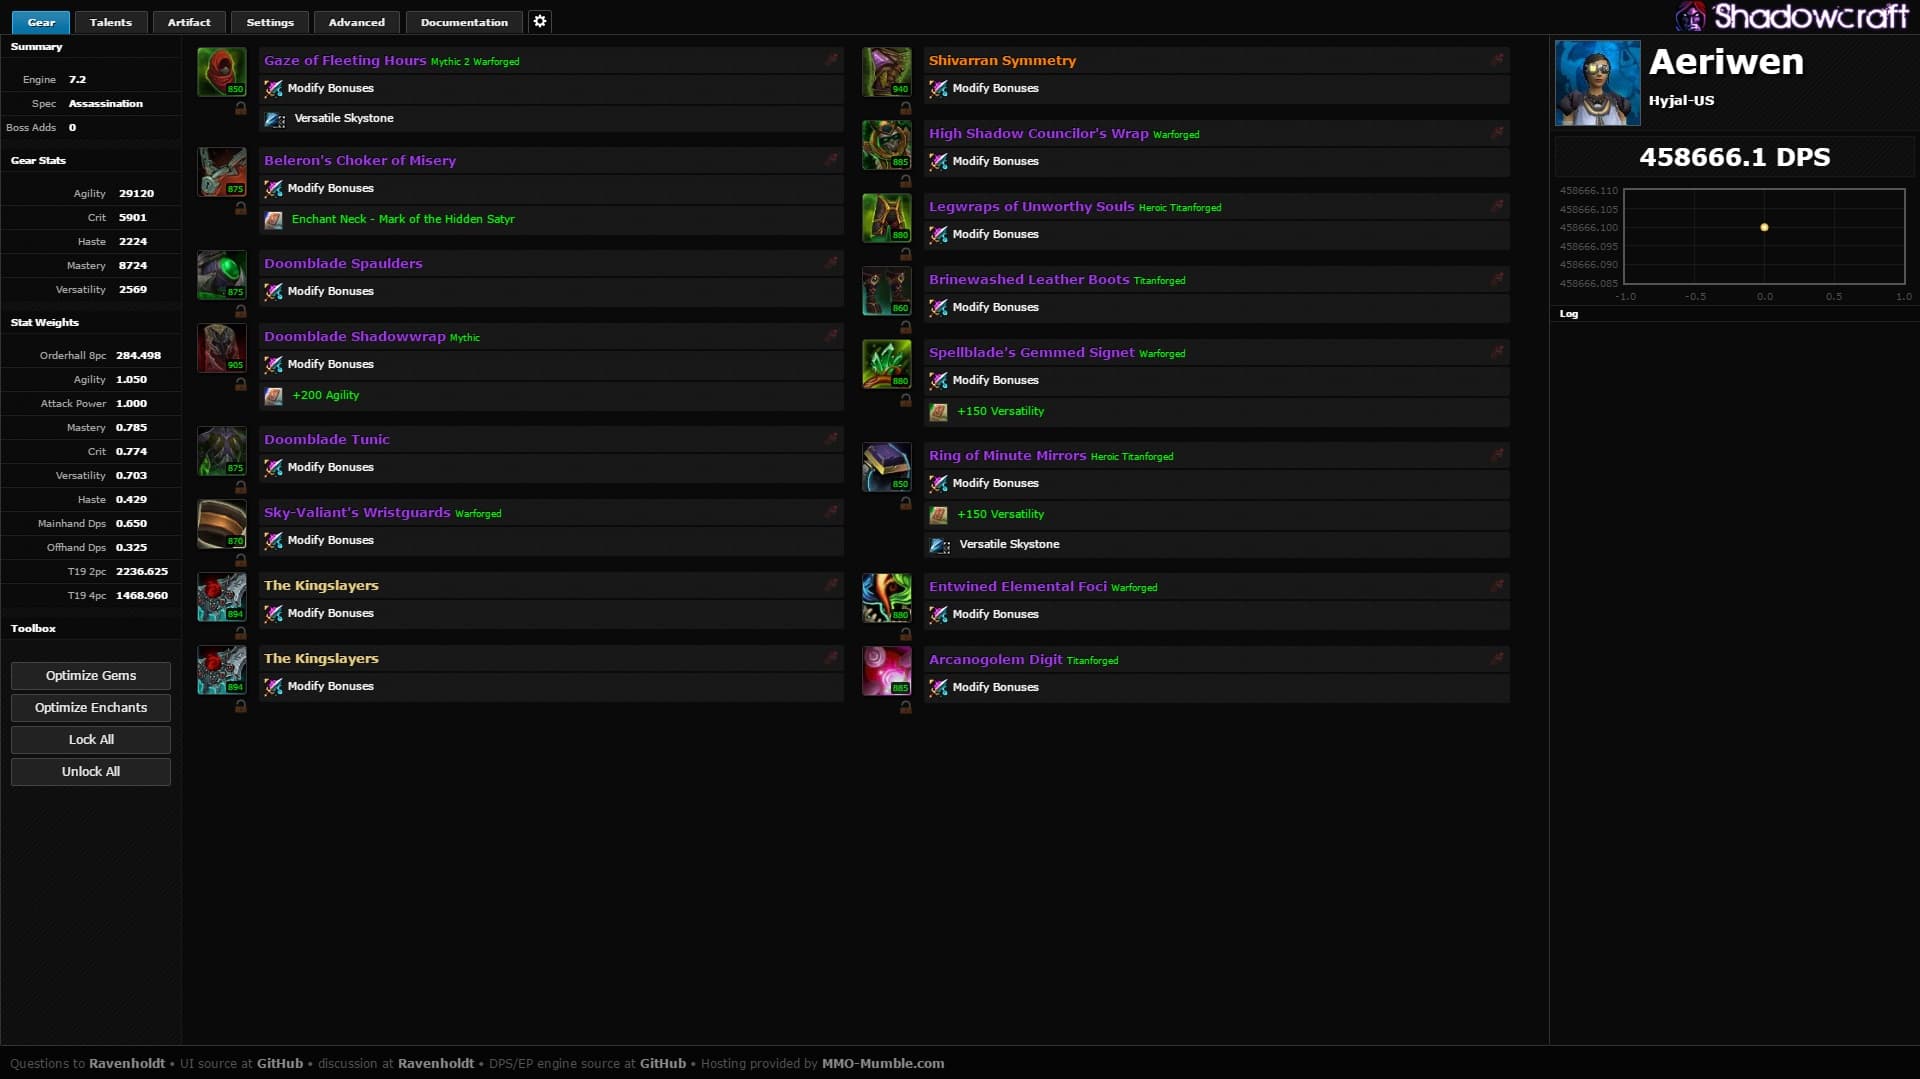 Gear
Talents
Artifact
Settings
Advanced
Documentation
Shadowcraft
Summary
Engine 7.2
Spec Assassination
Boss Adds 0
Gear Stats
Agility 29120
Crit 5901
Haste 2224
Mastery 8724
Versatility 2569
Stat Weights
Orderhall 8pc 284.498
Agility 1.050
Attack Power 1.000
Mastery 0.785
Crit 0.774
Versatility 0.703
Haste 0.429
Mainhand Dps 0.650
Offhand Dps 0.325
T19 2pc 2236.625
T19 4pc 1468.960
Toolbox
Optimize Gems
Optimize Enchants
Lock All
Unlock All
850
Gaze of Fleeting Hours Mythic 2 Warforged
Modify Bonuses
Versatile Skystone
875
Beleron's Choker of Misery
Modify Bonuses
Enchant Neck - Mark of the Hidden Satyr
875
Doomblade Spaulders
Modify Bonuses
905
Doomblade Shadowwrap Mythic
Modify Bonuses
+200 Agility
875
Doomblade Tunic
Modify Bonuses
870
Sky-Valiant's Wristguards Warforged
Modify Bonuses
894
The Kingslayers
Modify Bonuses
894
The Kingslayers
Modify Bonuses
940
Shivarran Symmetry
Modify Bonuses
885
High Shadow Councilor's Wrap Warforged
Modify Bonuses
880
Legwraps of Unworthy Souls Heroic Titanforged
Modify Bonuses
860
Brinewashed Leather Boots Titanforged
Modify Bonuses
880
Spellblade's Gemmed Signet Warforged
Modify Bonuses
+150 Versatility
850
Ring of Minute Mirrors Heroic Titanforged
Modify Bonuses
+150 Versatility
Versatile Skystone
880
Entwined Elemental Foci Warforged
Modify Bonuses
885
Arcanogolem Digit Titanforged
Modify Bonuses
Aeriwen
Hyjal-US
458666.1 DPS
458666.110
458666.105
458666.100
458666.095
458666.090
458666.085
-1.0 -0.5 0.0 0.5 1.0
Log
Questions to Ravenholdt • UI source at GitHub • discussion at Ravenholdt • DPS/EP engine source at GitHub • Hosting provided by MMO-Mumble.com